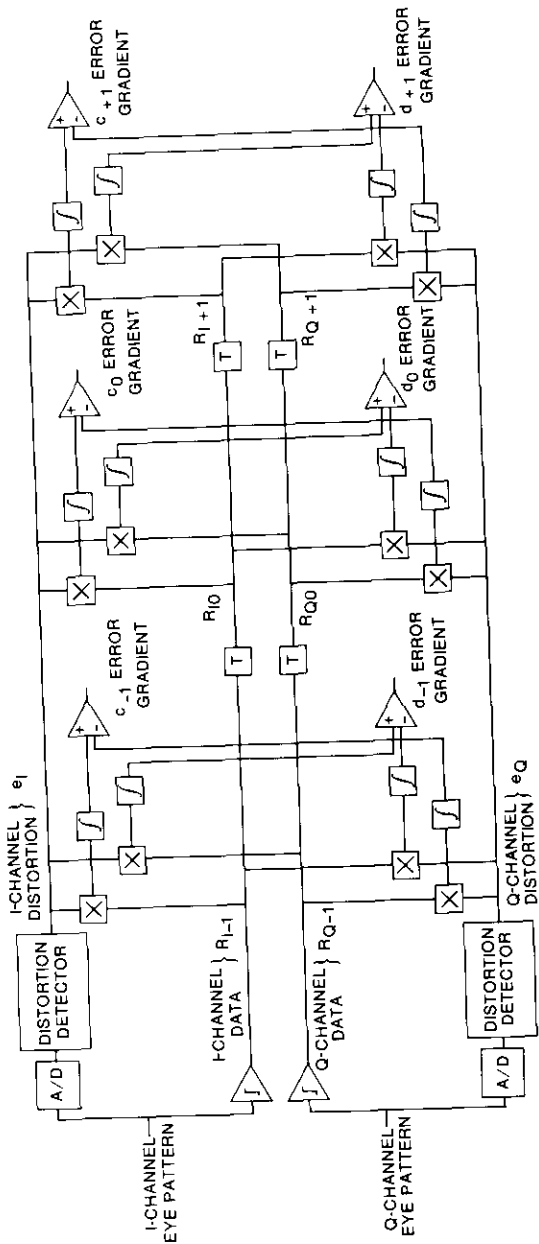 I-CHANNEL
EYE PATTERN
Q-CHANNEL
EYE PATTERN
A/D
DISTORTION
DETECTOR
I-CHANNEL
DISTORTION } e_I
I-CHANNEL
DATA } R_I-1
Q-CHANNEL
DATA } R_Q-1
A/D
DISTORTION
DETECTOR
Q-CHANNEL
DISTORTION } e_Q
×
∫
×
∫
+
−
c_-1 ERROR
GRADIENT
×
∫
×
∫
+
−
d_-1 ERROR
GRADIENT
T
T
R_I0
R_Q0
×
∫
×
∫
+
−
c_0 ERROR
GRADIENT
×
∫
×
∫
+
−
d_0 ERROR
GRADIENT
T
T
R_I+1
R_Q+1
×
∫
×
∫
+
−
c_+1 ERROR
GRADIENT
×
∫
×
∫
+
−
d_+1 ERROR
GRADIENT